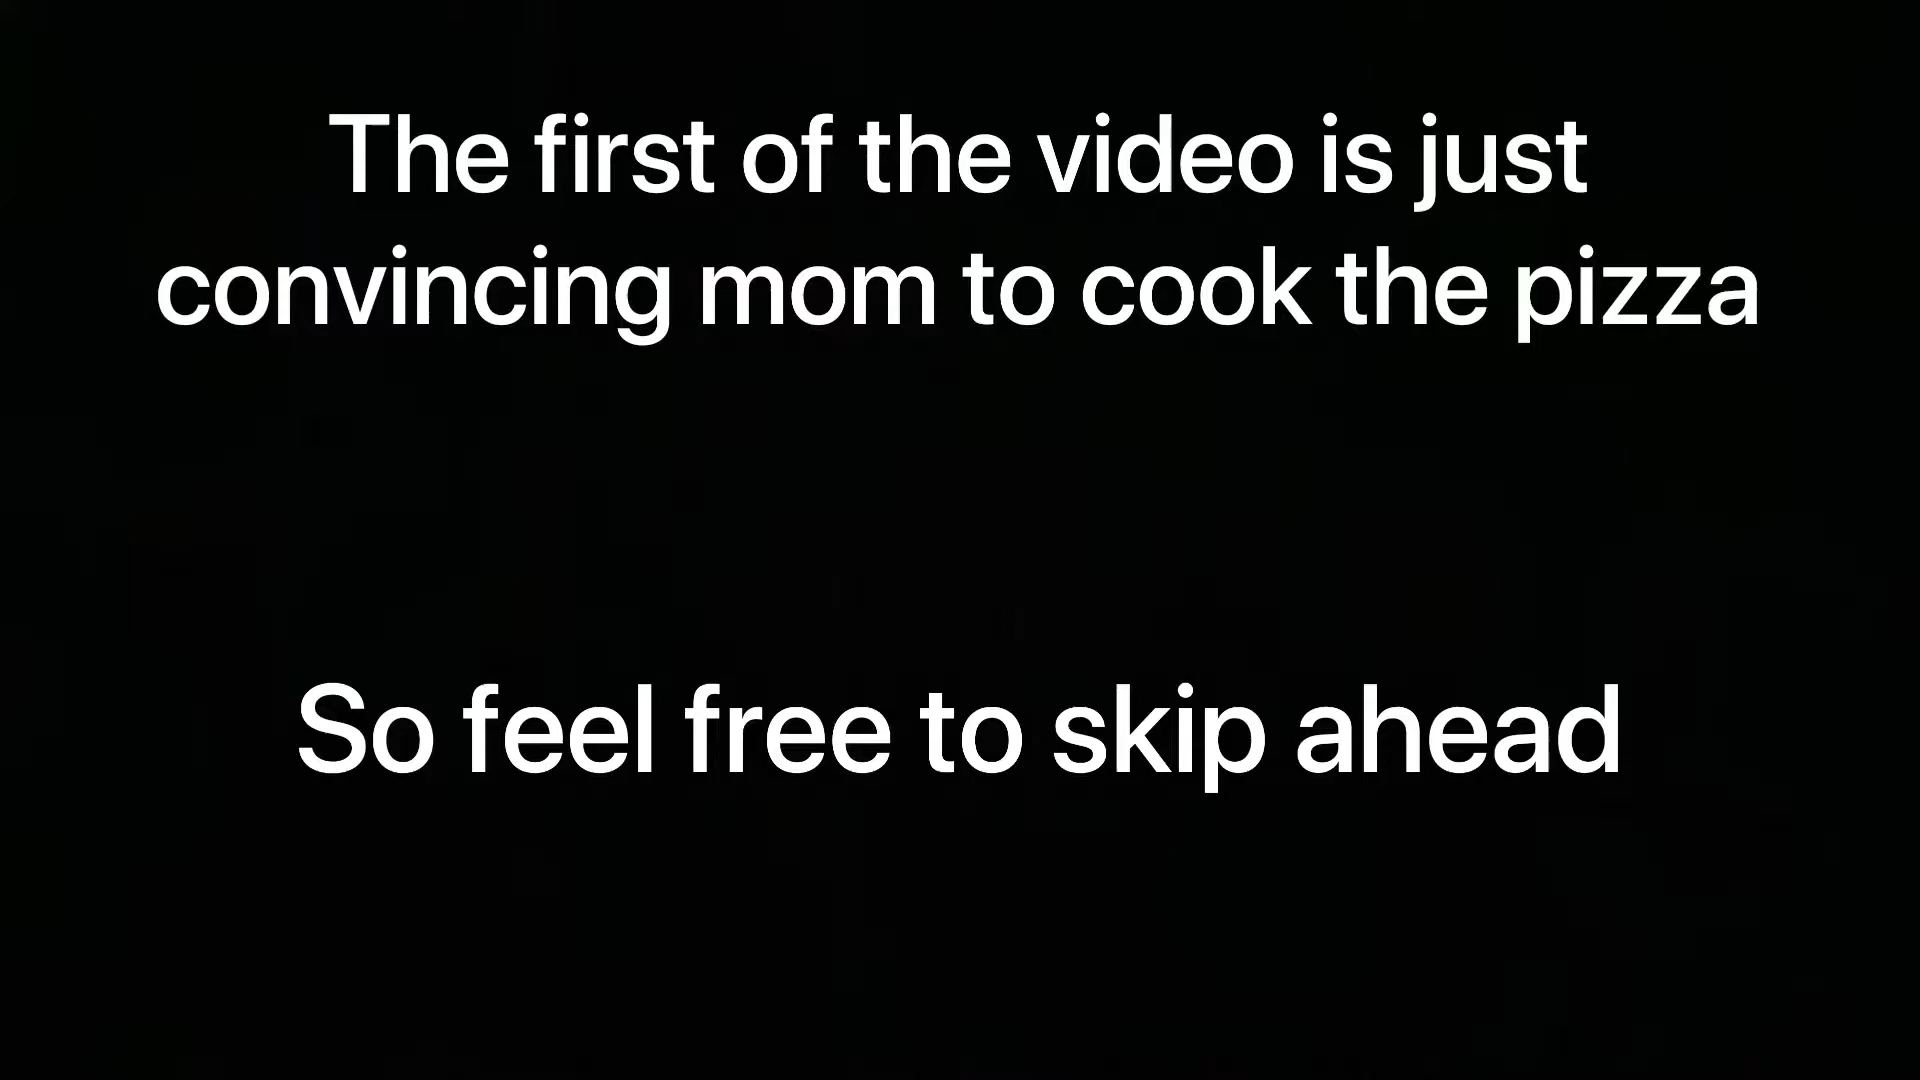 The first of the video is just
convincing mom to cook the pizza
So feel free to skip ahead